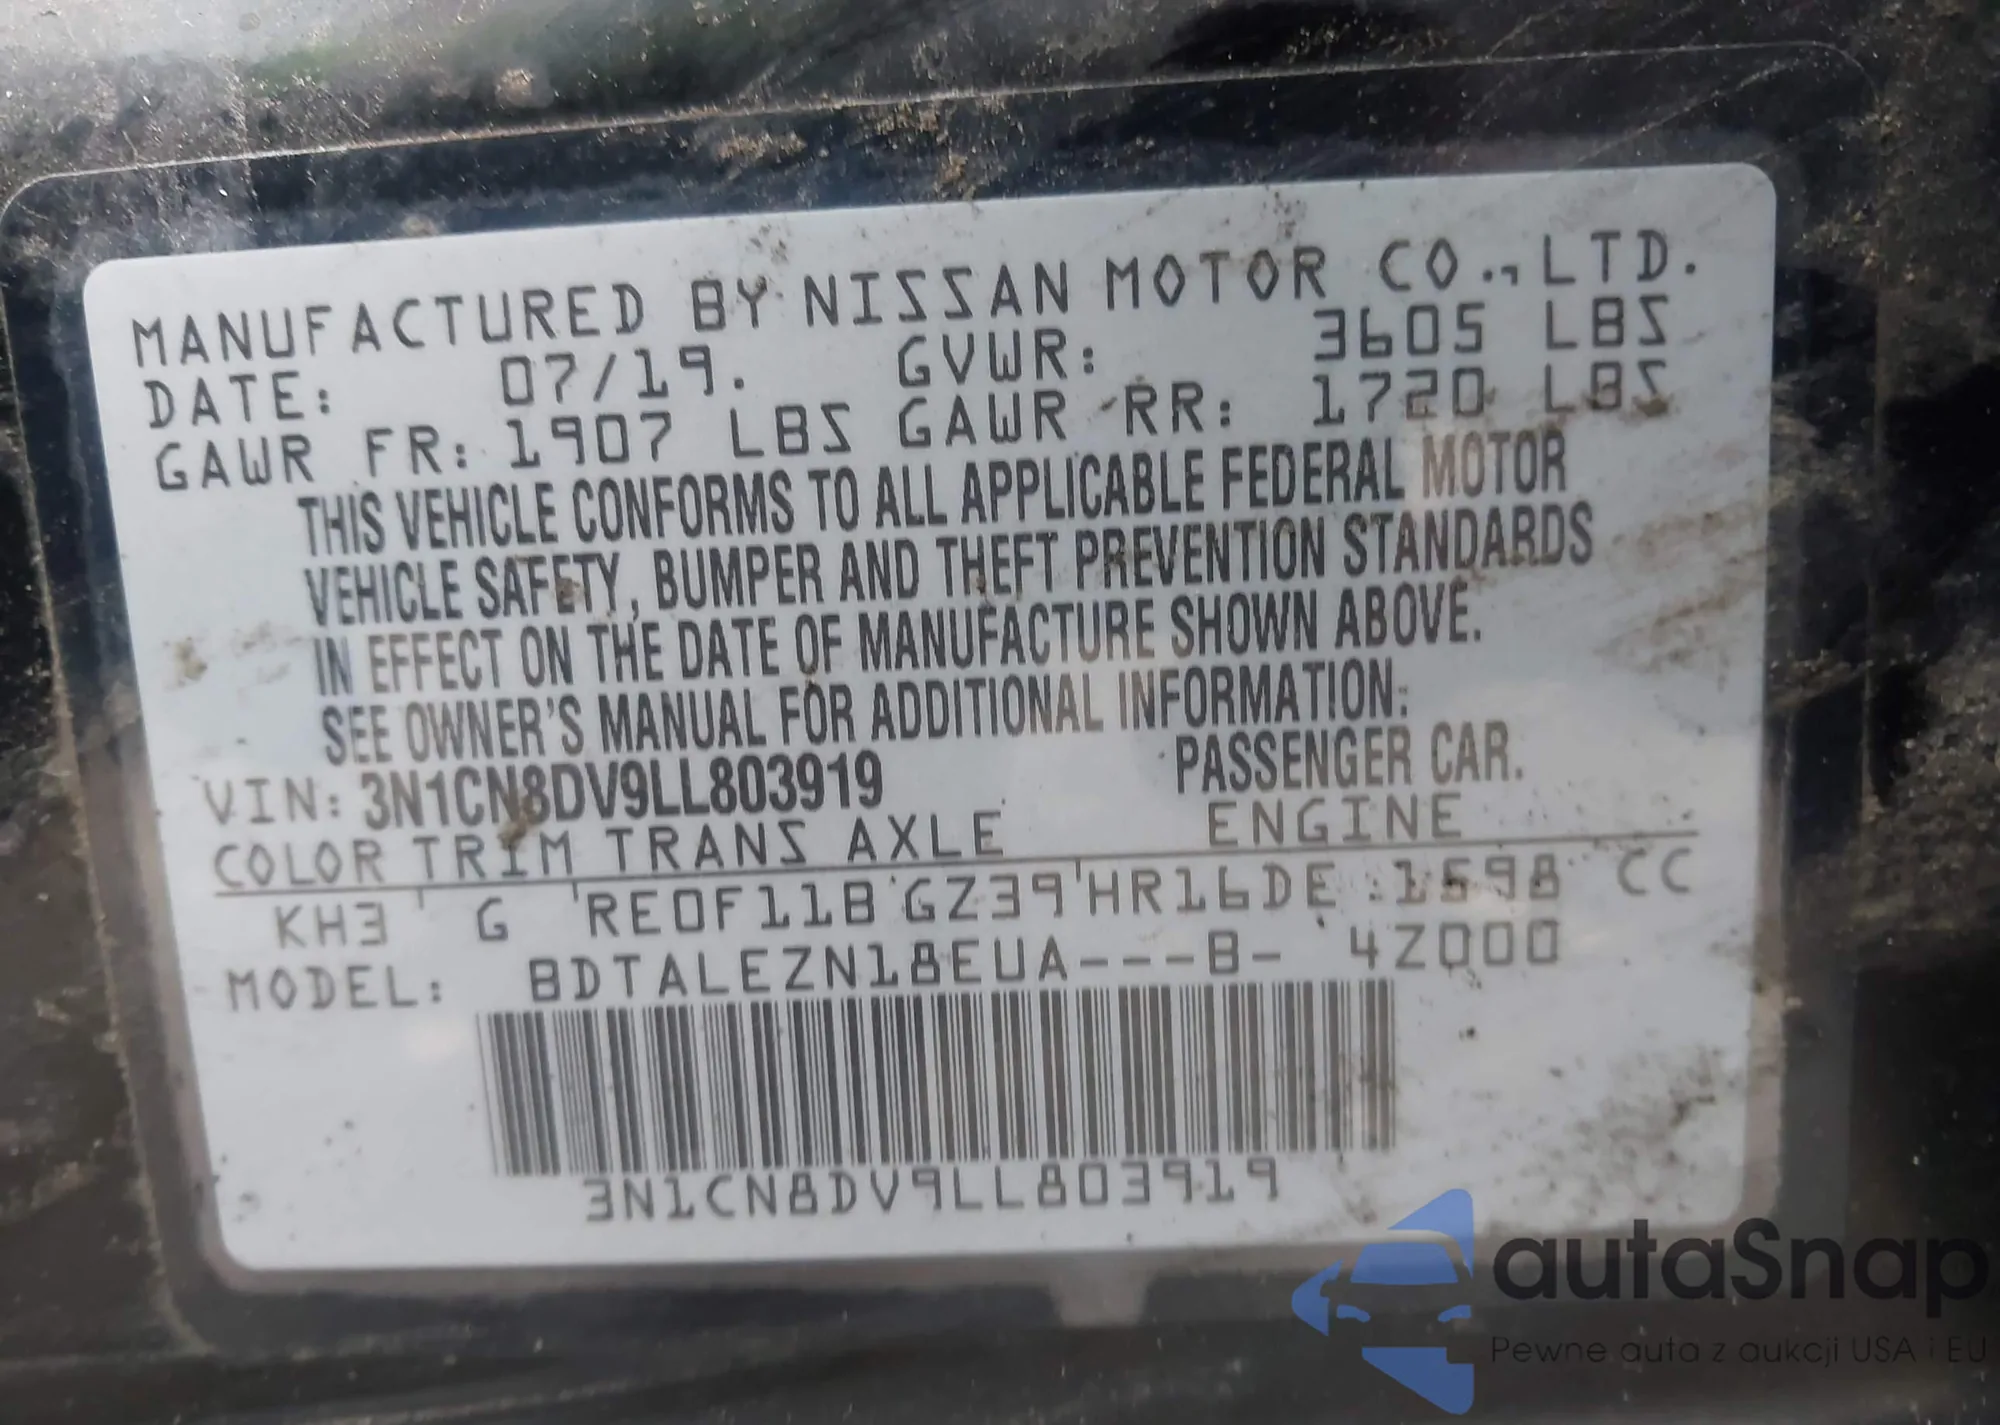 MANUFACTURED BY NISSAN MOTOR CO., LTD.
DATE: 07/19. GVWR: 3605 LBS
GAWR FR: 1907 LBS GAWR RR: 1720 LBS
THIS VEHICLE CONFORMS TO ALL APPLICABLE FEDERAL MOTOR
VEHICLE SAFETY, BUMPER AND THEFT PREVENTION STANDARDS
IN EFFECT ON THE DATE OF MANUFACTURE SHOWN ABOVE.
SEE OWNER'S MANUAL FOR ADDITIONAL INFORMATION:
VIN: 3N1CN8DV9LL803919 PASSENGER CAR.
COLOR TRIM TRANS AXLE ENGINE
KH3 G RE0F11B GZ39 HR16DE 1598 CC
MODEL: BDTALEZN18EUA---B- 4Z000
3N1CN8DV9LL803919
autaSnap
Pewne auta z aukcji USA i EU